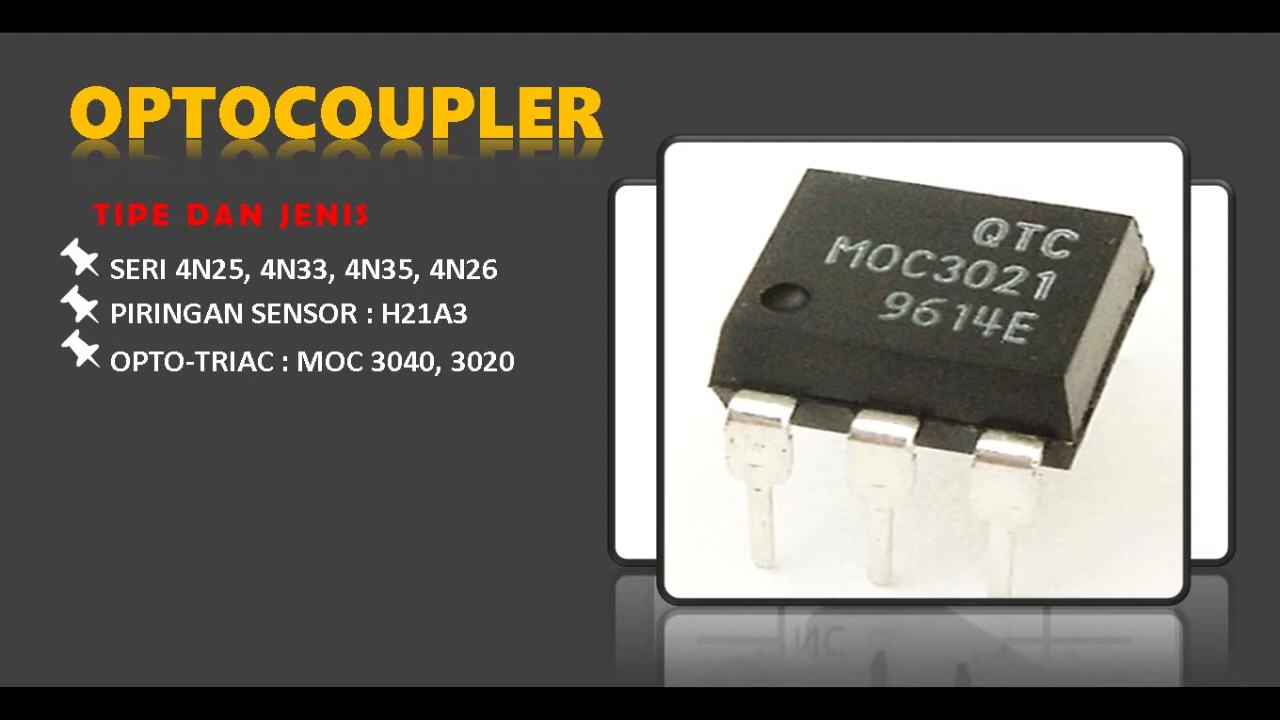 OPTOCOUPLER
TIPE DAN JENIS
SERI 4N25, 4N33, 4N35, 4N26
PIRINGAN SENSOR : H21A3
OPTO-TRIAC : MOC 3040, 3020
QTC
MOC3021
9614E